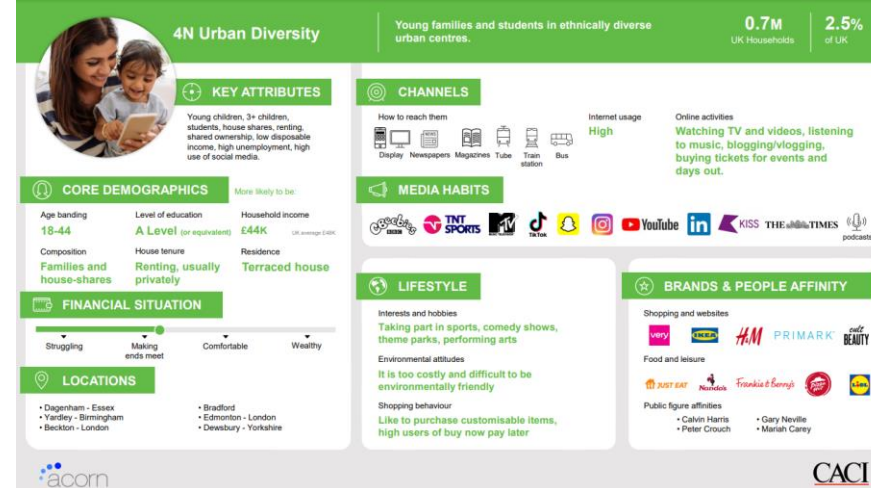 4N Urban Diversity
Young families and students in ethnically diverse
urban centres.
0.7M
UK Households
2.5%
of UK
KEY ATTRIBUTES
Young children, 3+ children,
students, house shares, renting,
shared ownership, low disposable
income, high unemployment, high
use of social media.
CORE DEMOGRAPHICS
More likely to be:
Age banding
18-44
Level of education
A Level (or equivalent)
Household income
£44K
UK average £48K
Composition
Families and
house-shares
House tenure
Renting, usually
privately
Residence
Terraced house
FINANCIAL SITUATION
Struggling
Making
ends meet
Comfortable
Wealthy
LOCATIONS
• Dagenham - Essex
• Yardley - Birmingham
• Beckton - London
• Bradford
• Edmonton - London
• Dewsbury - Yorkshire
CHANNELS
How to reach them
Display
Newspapers
Magazines
Tube
Train
station
Bus
Internet usage
High
Online activities
Watching TV and videos, listening
to music, blogging/vlogging,
buying tickets for events and
days out.
MEDIA HABITS
cbeebies
BBC
TNT
SPORTS
MTV
TikTok
YouTube
in
KISS
THE TIMES
podcasts
LIFESTYLE
Interests and hobbies
Taking part in sports, comedy shows,
theme parks, performing arts
Environmental attitudes
It is too costly and difficult to be
environmentally friendly
Shopping behaviour
Like to purchase customisable items,
high users of buy now pay later
BRANDS & PEOPLE AFFINITY
Shopping and websites
very
IKEA
H&M
PRIMARK
cult
BEAUTY
Food and leisure
JUST EAT
Nando's
Frankie & Benny's
Pizza Hut
LIDL
Public figure affinities
• Calvin Harris
• Peter Crouch
• Gary Neville
• Mariah Carey
acorn
CACI